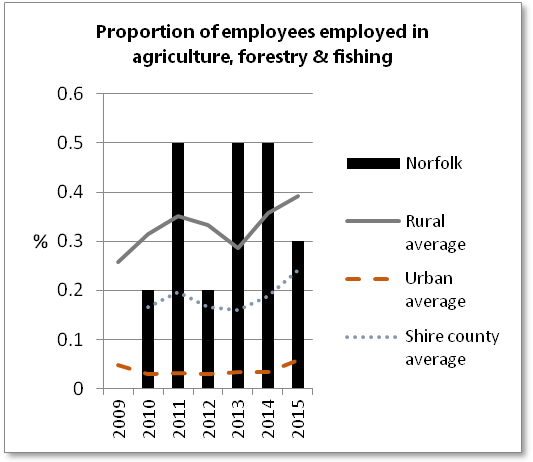 Proportion of employees employed in
agriculture, forestry & fishing
0.6
0.5
0.4
0.3
0.2
0.1
0
%
2009
2010
2011
2012
2013
2014
2015
Norfolk
Rural
average
Urban
average
Shire county
average